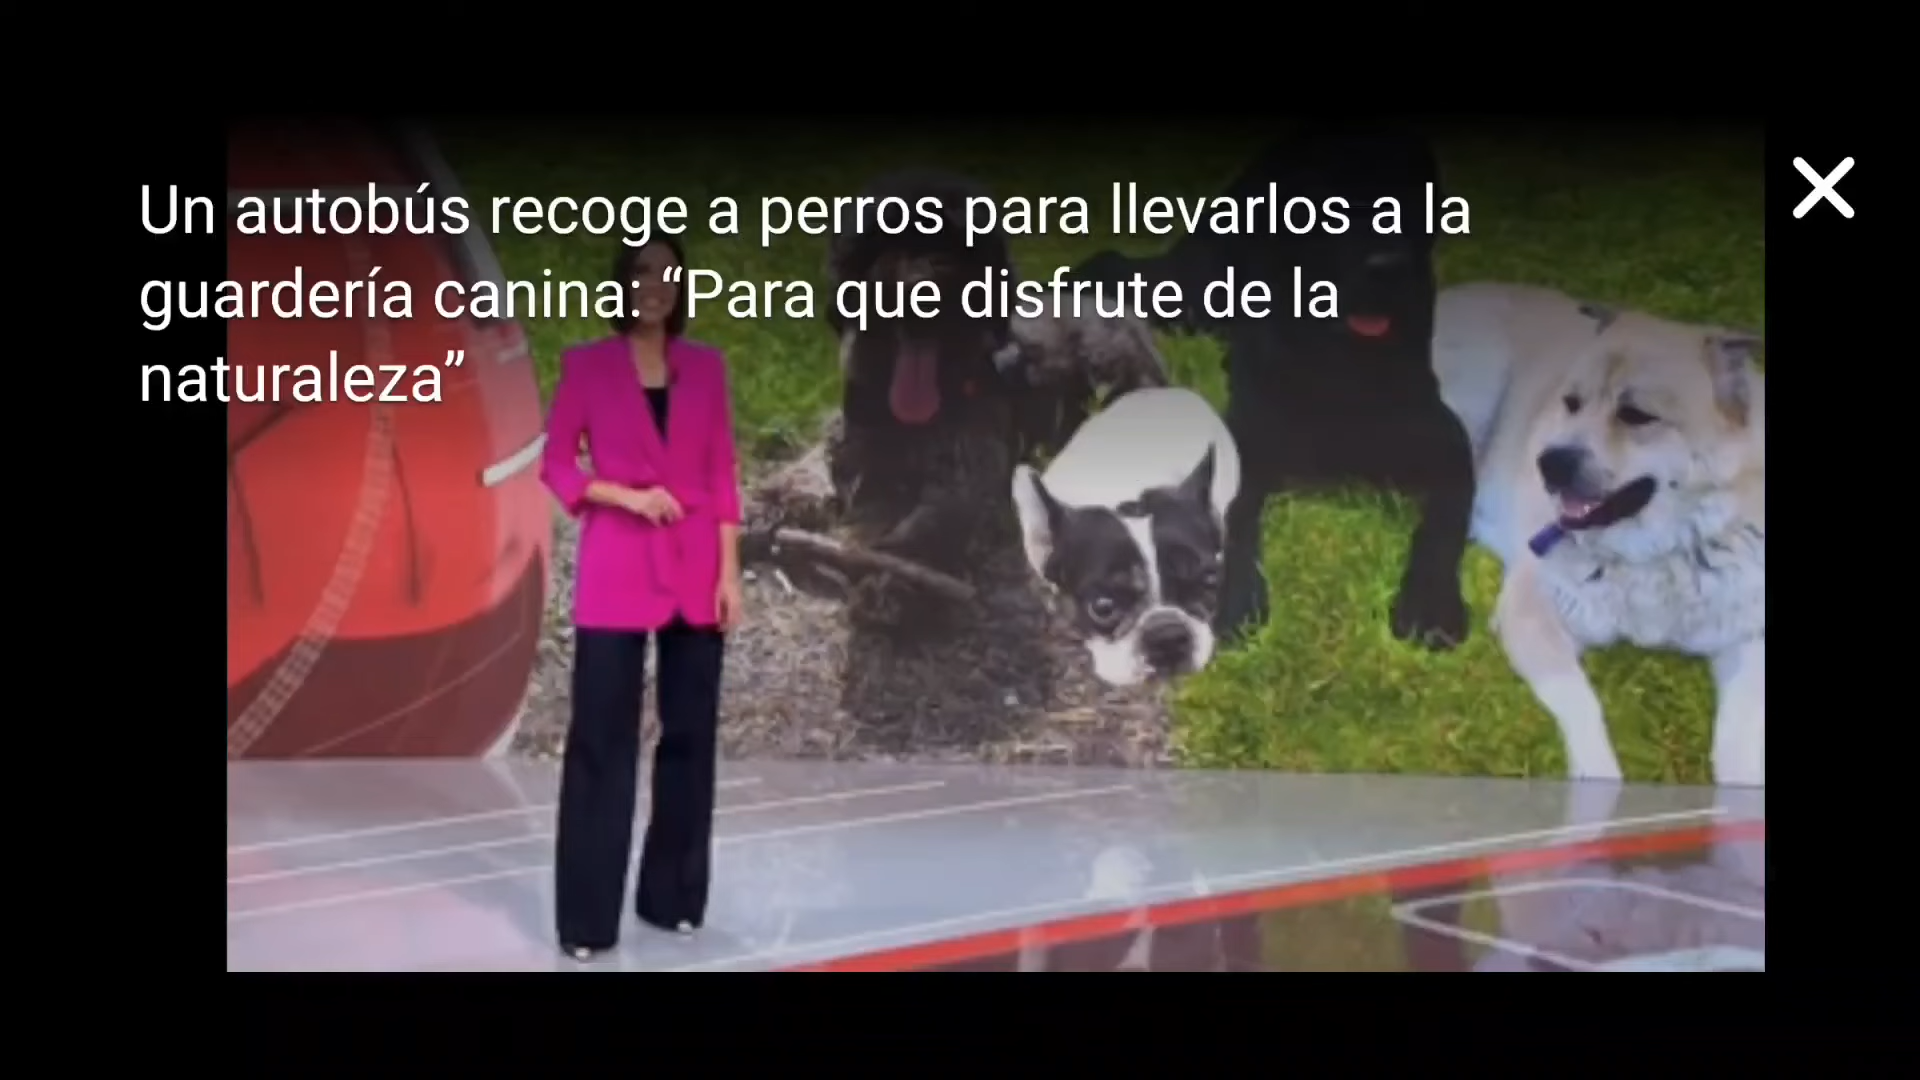 Un autobús recoge a perros para llevarlos a la
guardería canina: “Para que disfrute de la
naturaleza”